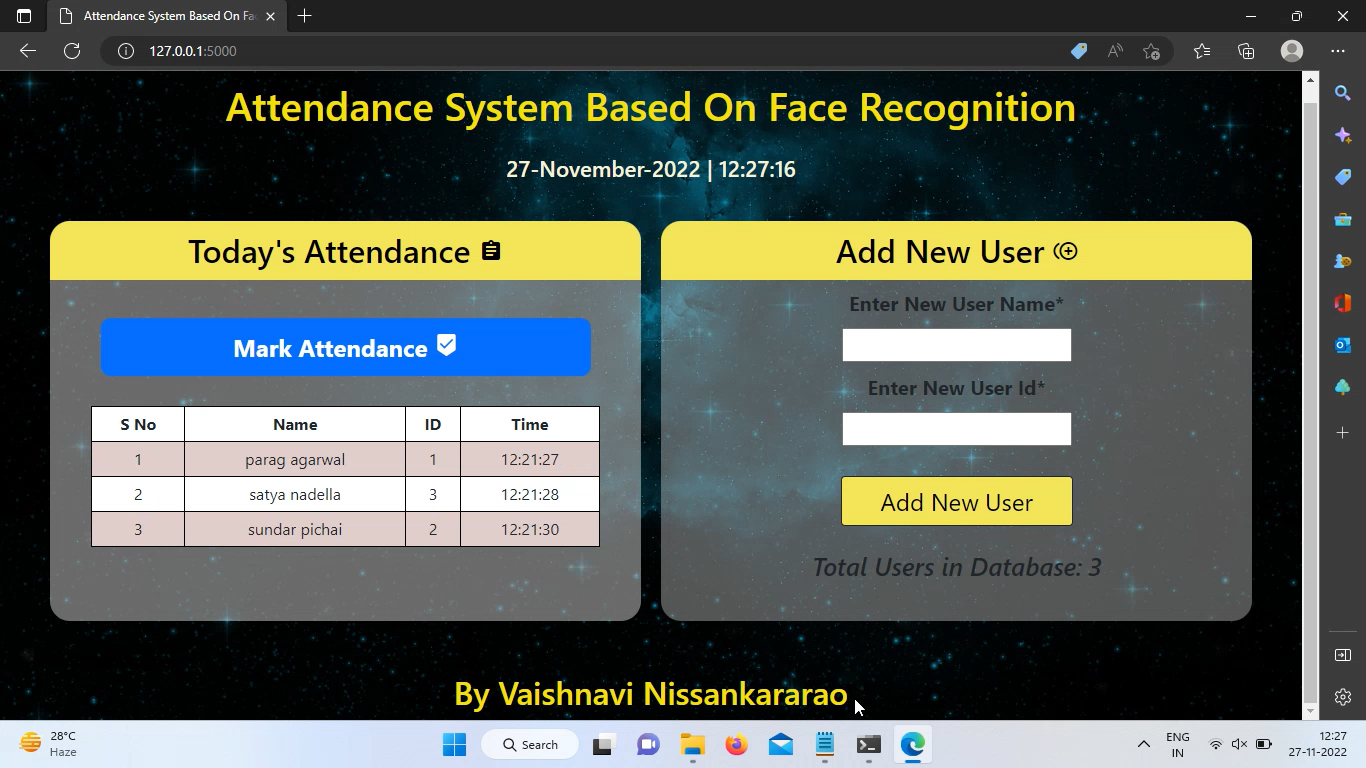 Attendance System Based On Fa
127.0.0.1:5000
Attendance System Based On Face Recognition
27-November-2022 | 12:27:16
Today's Attendance
Mark Attendance
S No Name ID Time
1 parag agarwal 1 12:21:27
2 satya nadella 3 12:21:28
3 sundar pichai 2 12:21:30
Add New User
Enter New User Name*
Enter New User Id*
Add New User
Total Users in Database: 3
By Vaishnavi Nissankararao
28°C
Haze
Search
ENG
IN
12:27
27-11-2022